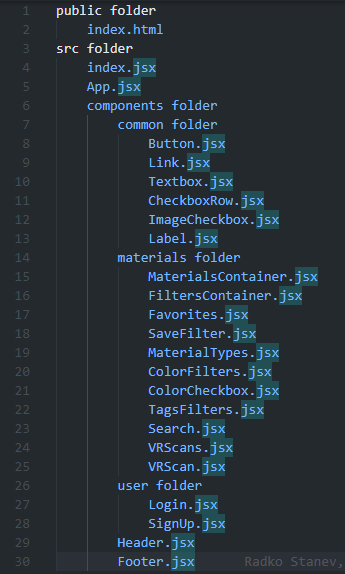 1 public folder
2 index.html
3 src folder
4 index.jsx
5 App.jsx
6 components folder
7 common folder
8 Button.jsx
9 Link.jsx
10 Textbox.jsx
11 CheckboxRow.jsx
12 ImageCheckbox.jsx
13 Label.jsx
14 materials folder
15 MaterialsContainer.jsx
16 FiltersContainer.jsx
17 Favorites.jsx
18 SaveFilter.jsx
19 MaterialTypes.jsx
20 ColorFilters.jsx
21 ColorCheckbox.jsx
22 TagsFilters.jsx
23 Search.jsx
24 VRScans.jsx
25 VRScan.jsx
26 user folder
27 Login.jsx
28 SignUp.jsx
29 Header.jsx
30 Footer.jsx Radko Stanev,